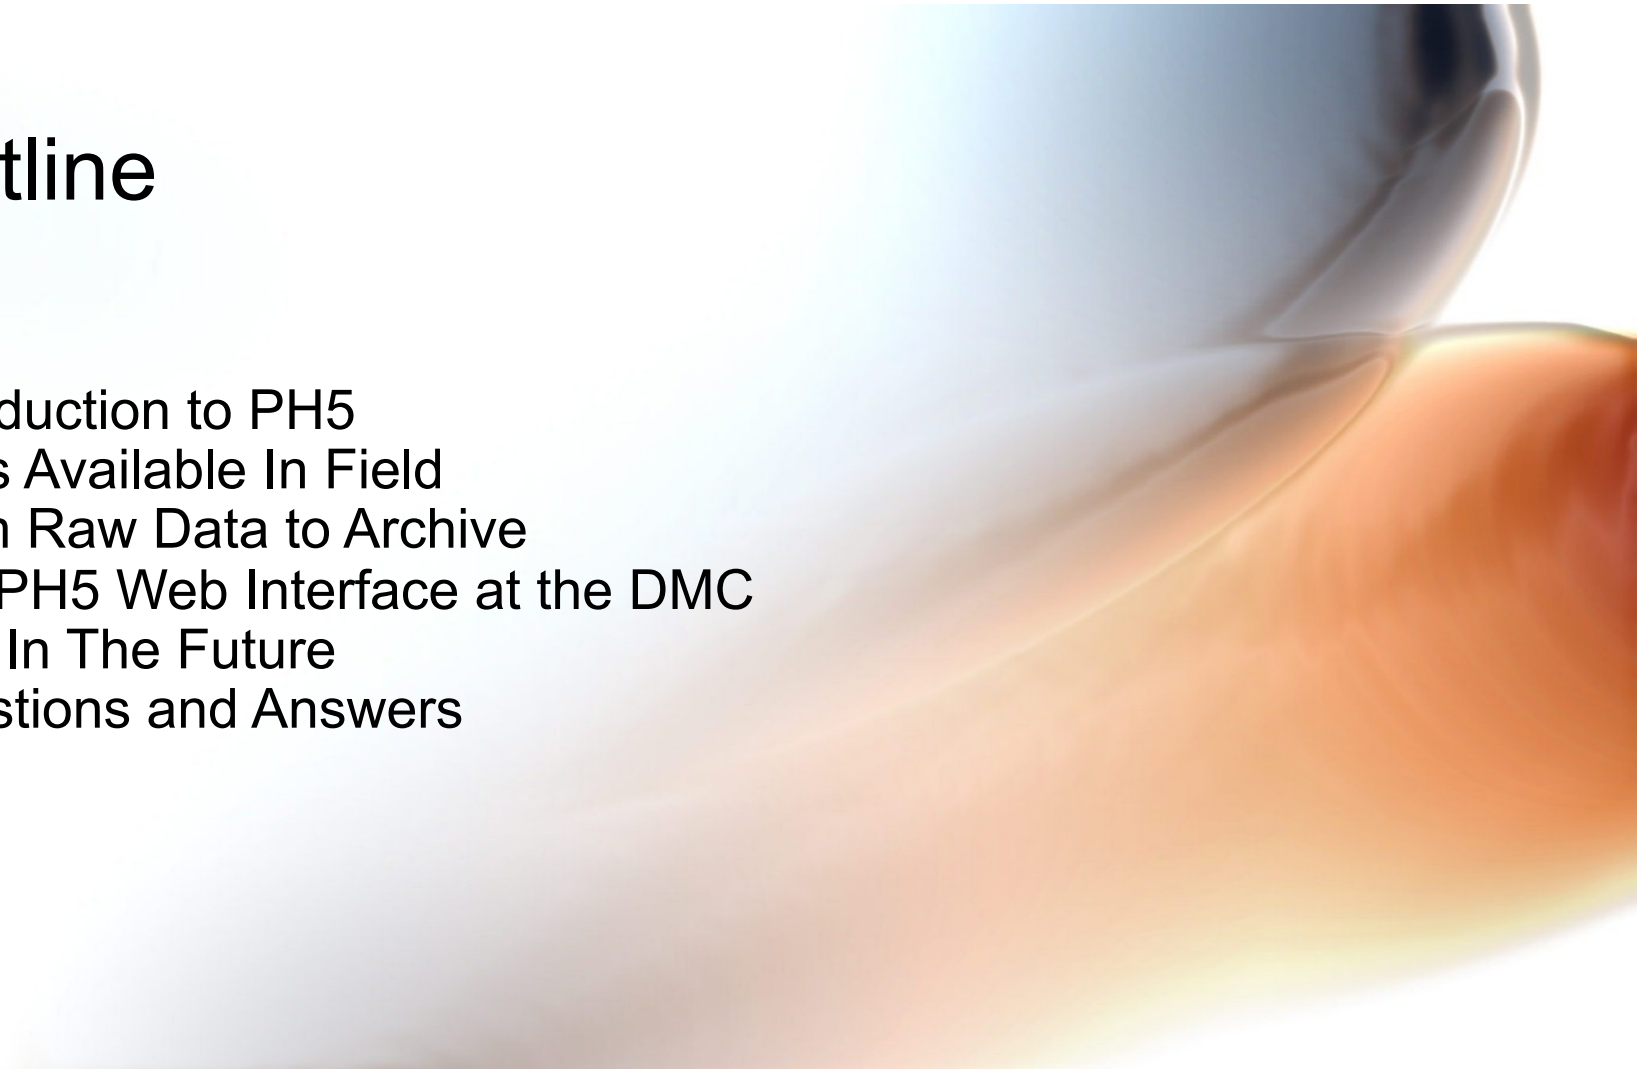 tline
duction to PH5
s Available In Field
n Raw Data to Archive
PH5 Web Interface at the DMC
In The Future
stions and Answers